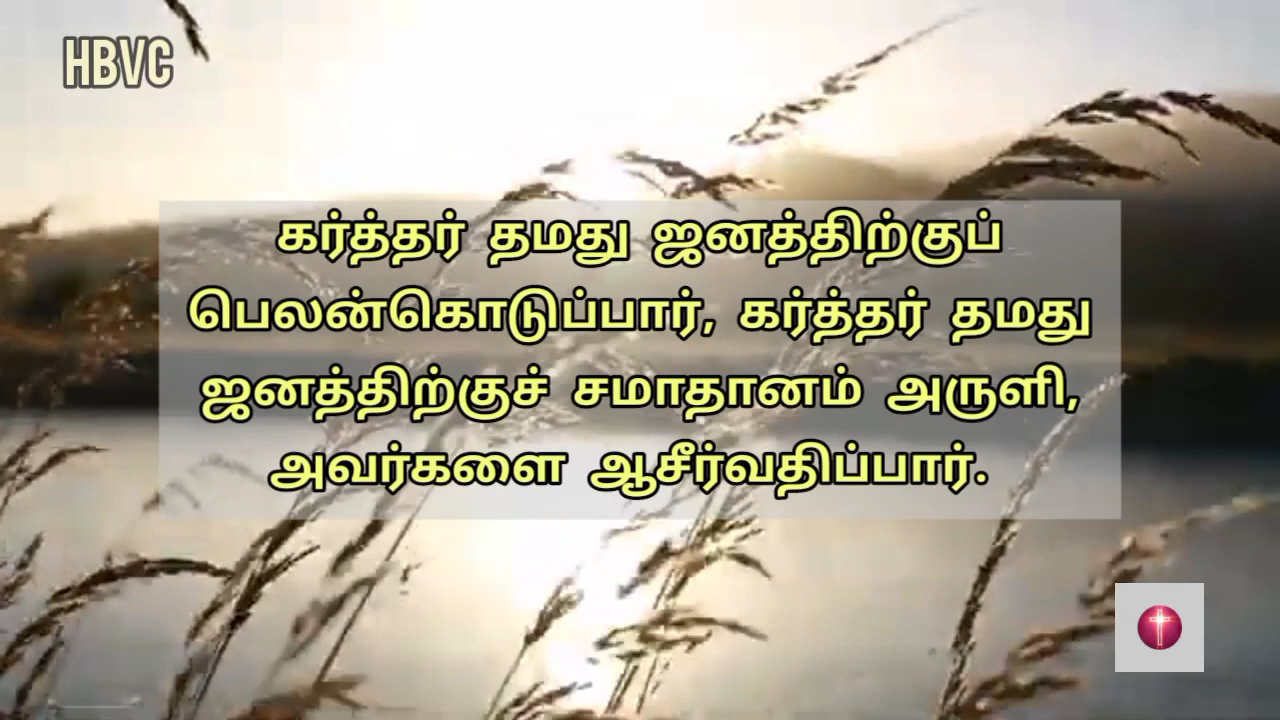 HBVC
கர்த்தர் தமது ஜனத்திற்குப்
பெலன்கொடுப்பார், கர்த்தர் தமது
ஜனத்திற்குச் சமாதானம் அருளி,
அவர்களை ஆசீர்வதிப்பார்.